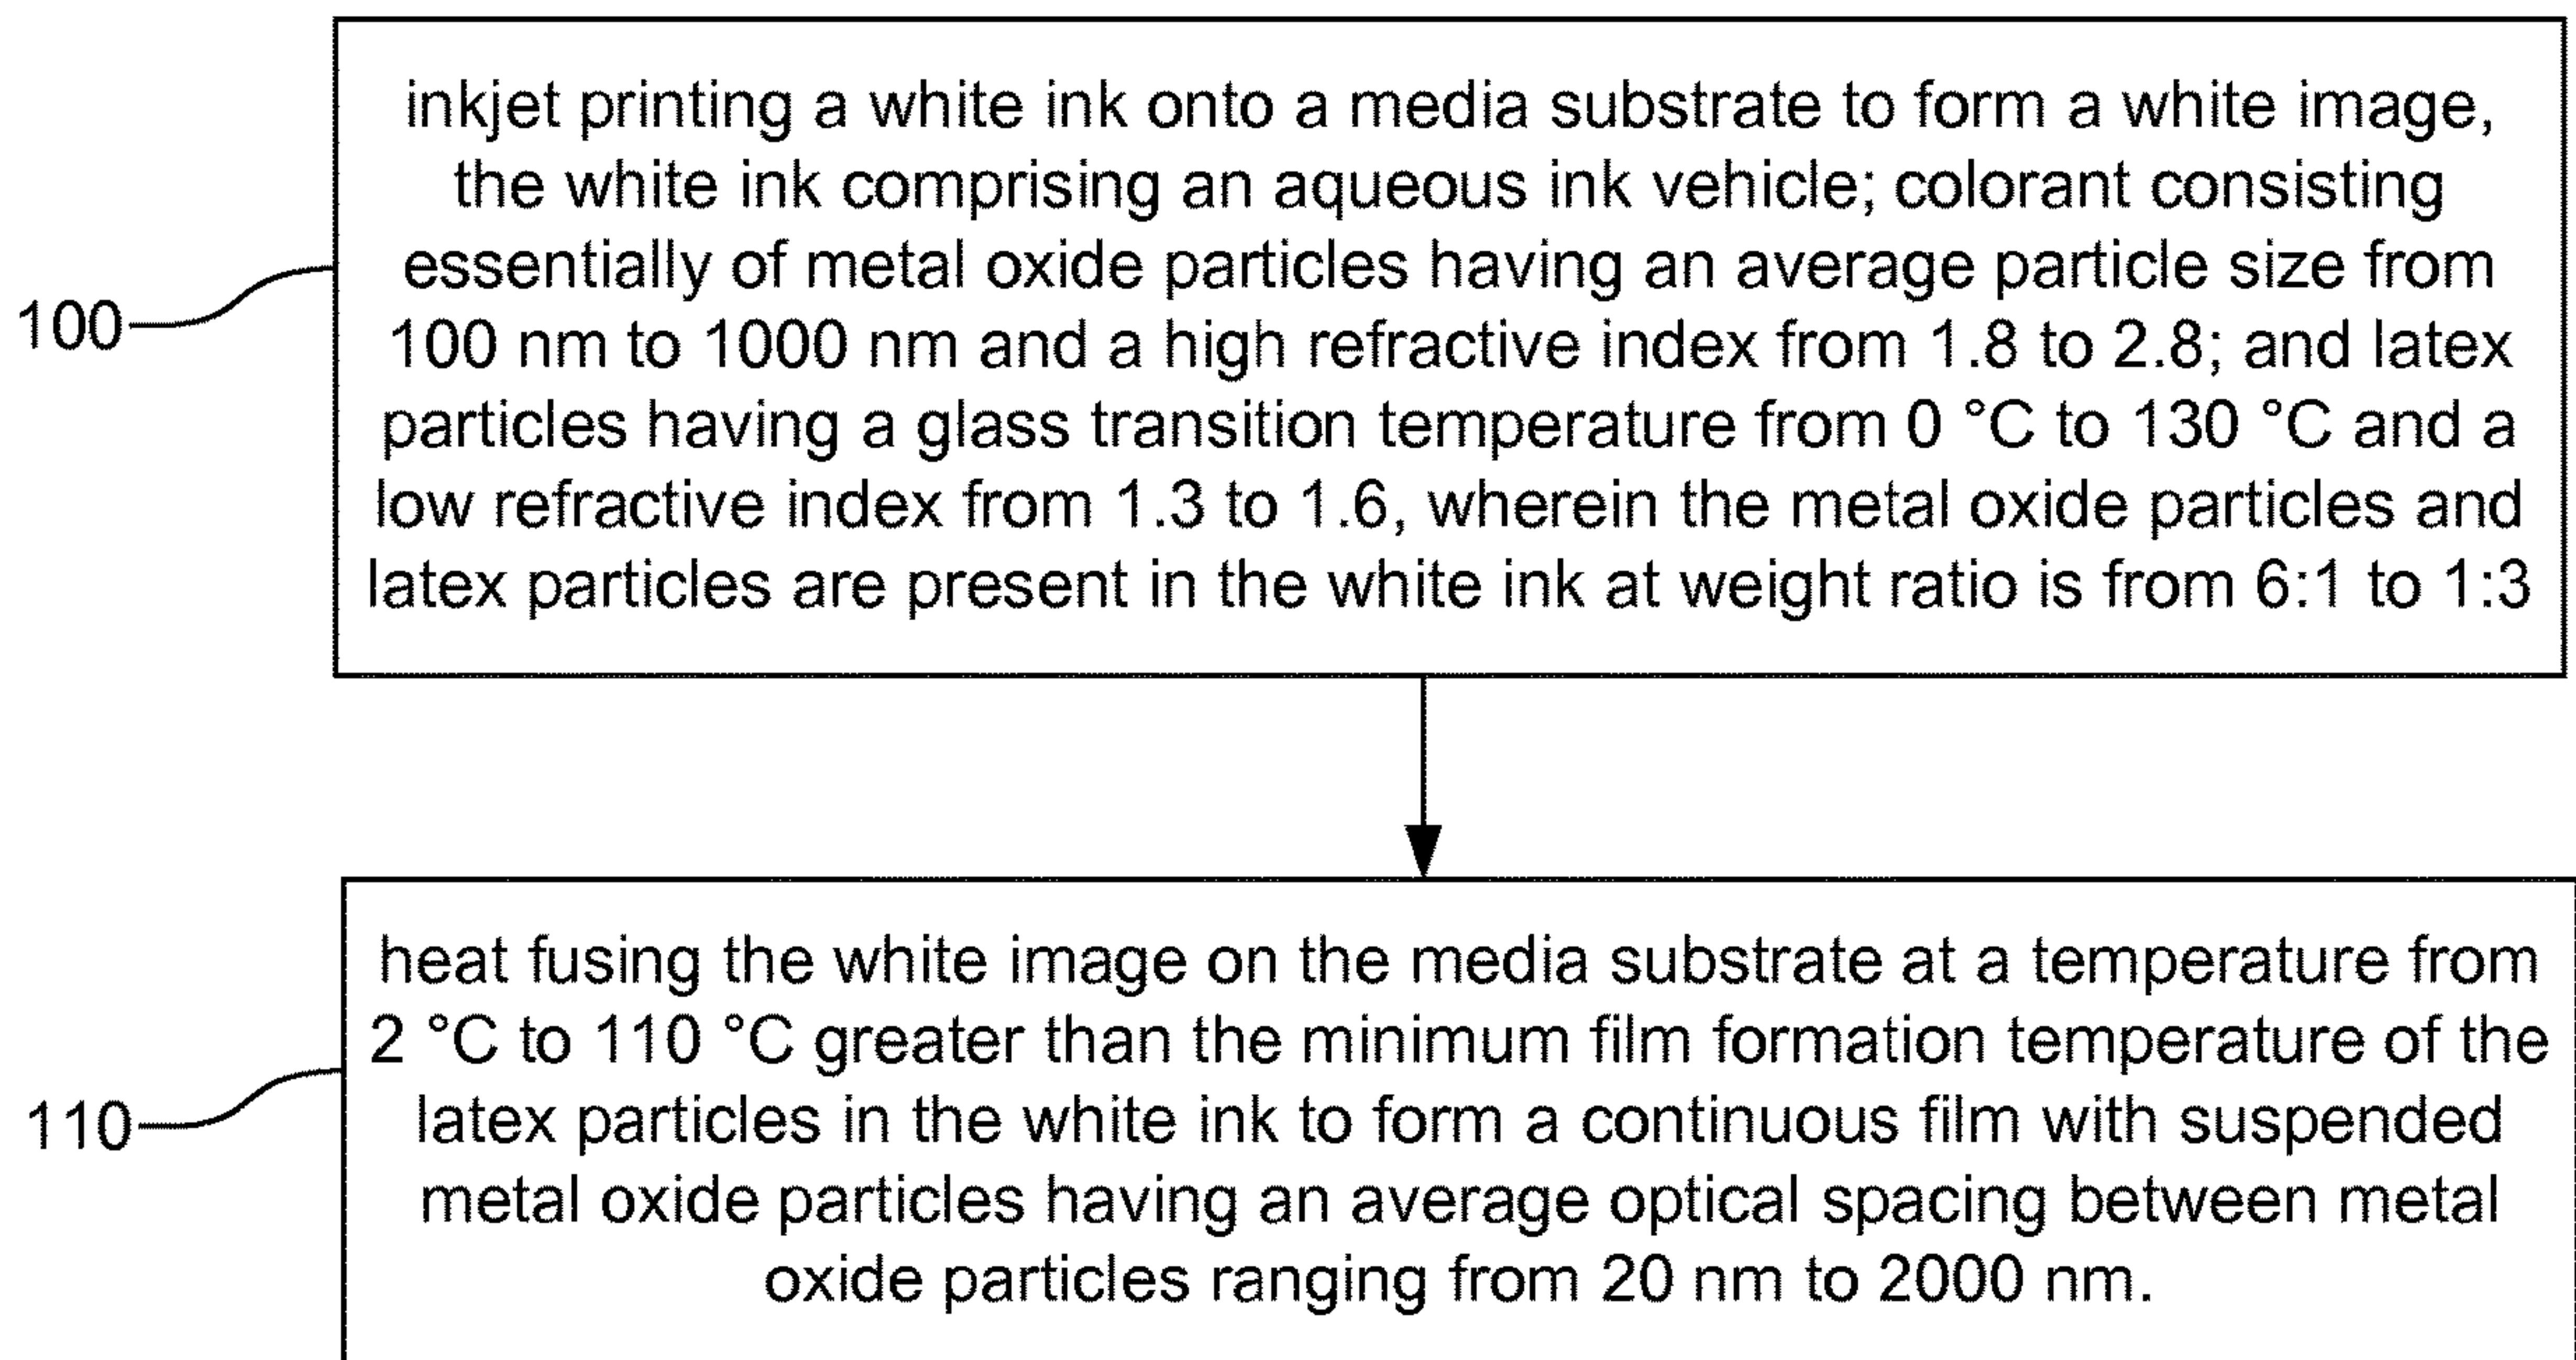 inkjet printing a white ink onto a media substrate to form a white image,
the white ink comprising an aqueous ink vehicle; colorant consisting
essentially of metal oxide particles having an average particle size from
100 nm to 1000 nm and a high refractive index from 1.8 to 2.8; and latex
particles having a glass transition temperature from 0 °C to 130 °C and a
low refractive index from 1.3 to 1.6, wherein the metal oxide particles and
latex particles are present in the white ink at weight ratio is from 6:1 to 1:3
100
heat fusing the white image on the media substrate at a temperature from
2 °C to 110 °C greater than the minimum film formation temperature of the
latex particles in the white ink to form a continuous film with suspended
metal oxide particles having an average optical spacing between metal
oxide particles ranging from 20 nm to 2000 nm.
110